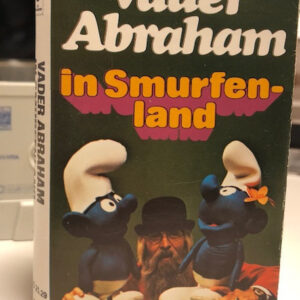 Vader
Abraham
in Smurfen-
land
VADER ABRAHAM